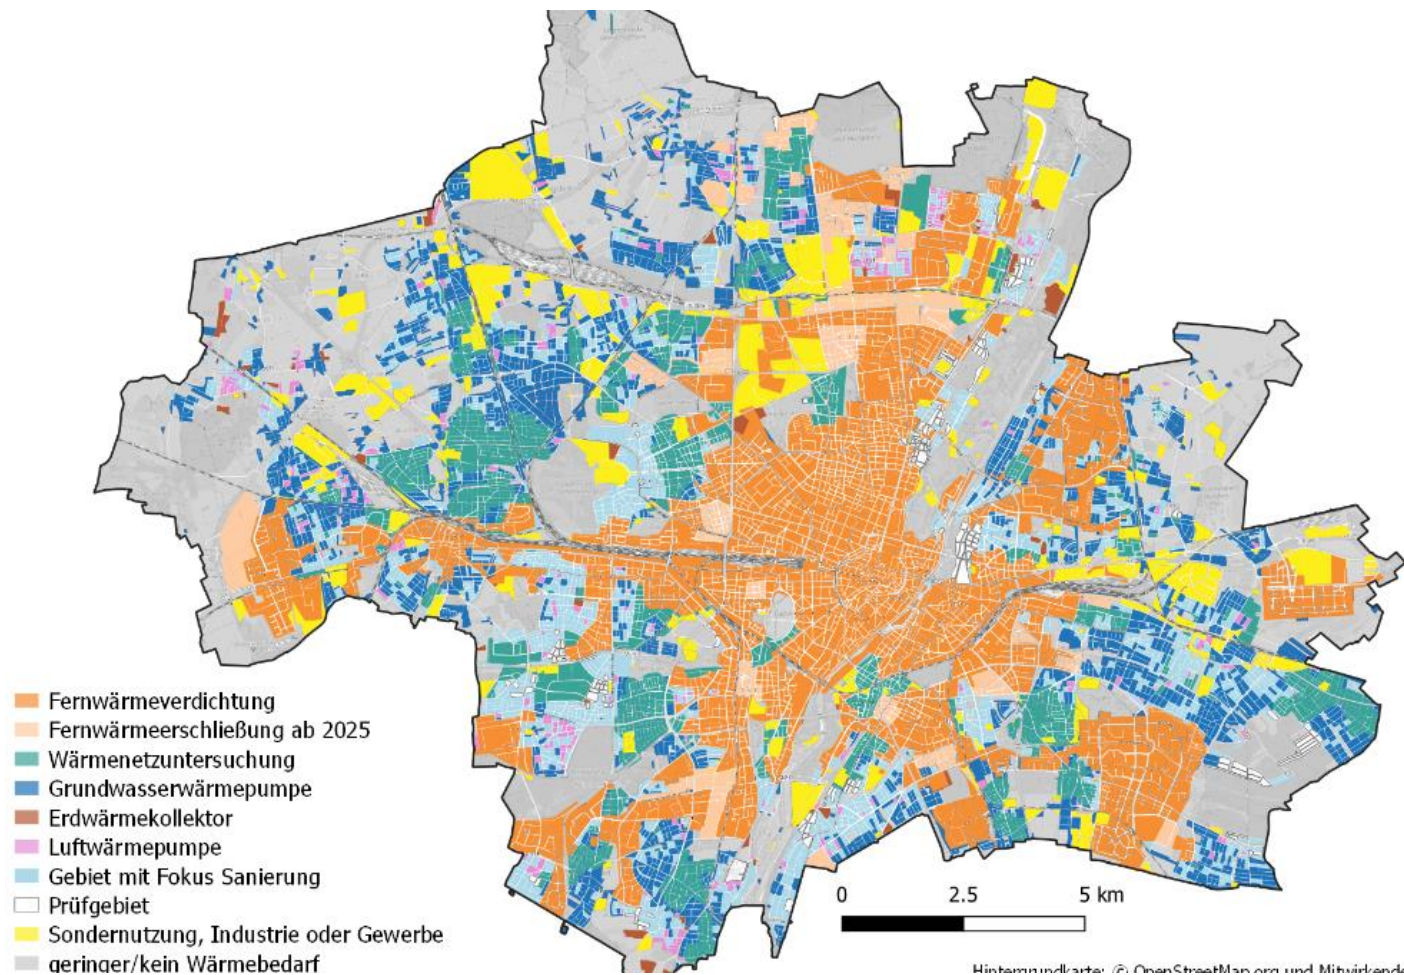 Fernwärmeverdichtung
Fernwärmeerschließung ab 2025
Wärmenetzuntersuchung
Grundwasserwärmepumpe
Erdwärmekollektor
Luftwärmepumpe
Gebiet mit Fokus Sanierung
Prüfgebiet
Sondernutzung, Industrie oder Gewerbe
geringer/kein Wärmebedarf
0 2.5 5 km
Hintergrundkarte: © OpenStreetMap.org und Mitwirkende